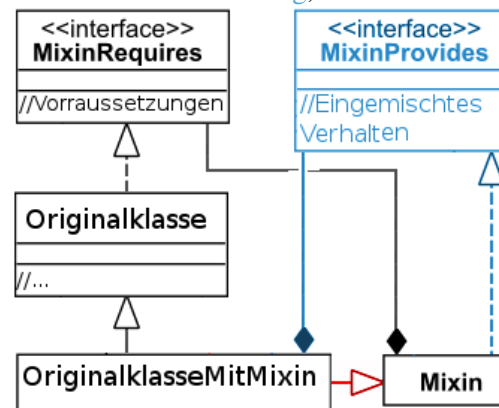 <<interface>>
MixinRequires
//Vorraussetzungen
<<interface>>
MixinProvides
//Eingemischtes
Verhalten
Originalklasse
//...
OriginalklasseMitMixin
Mixin